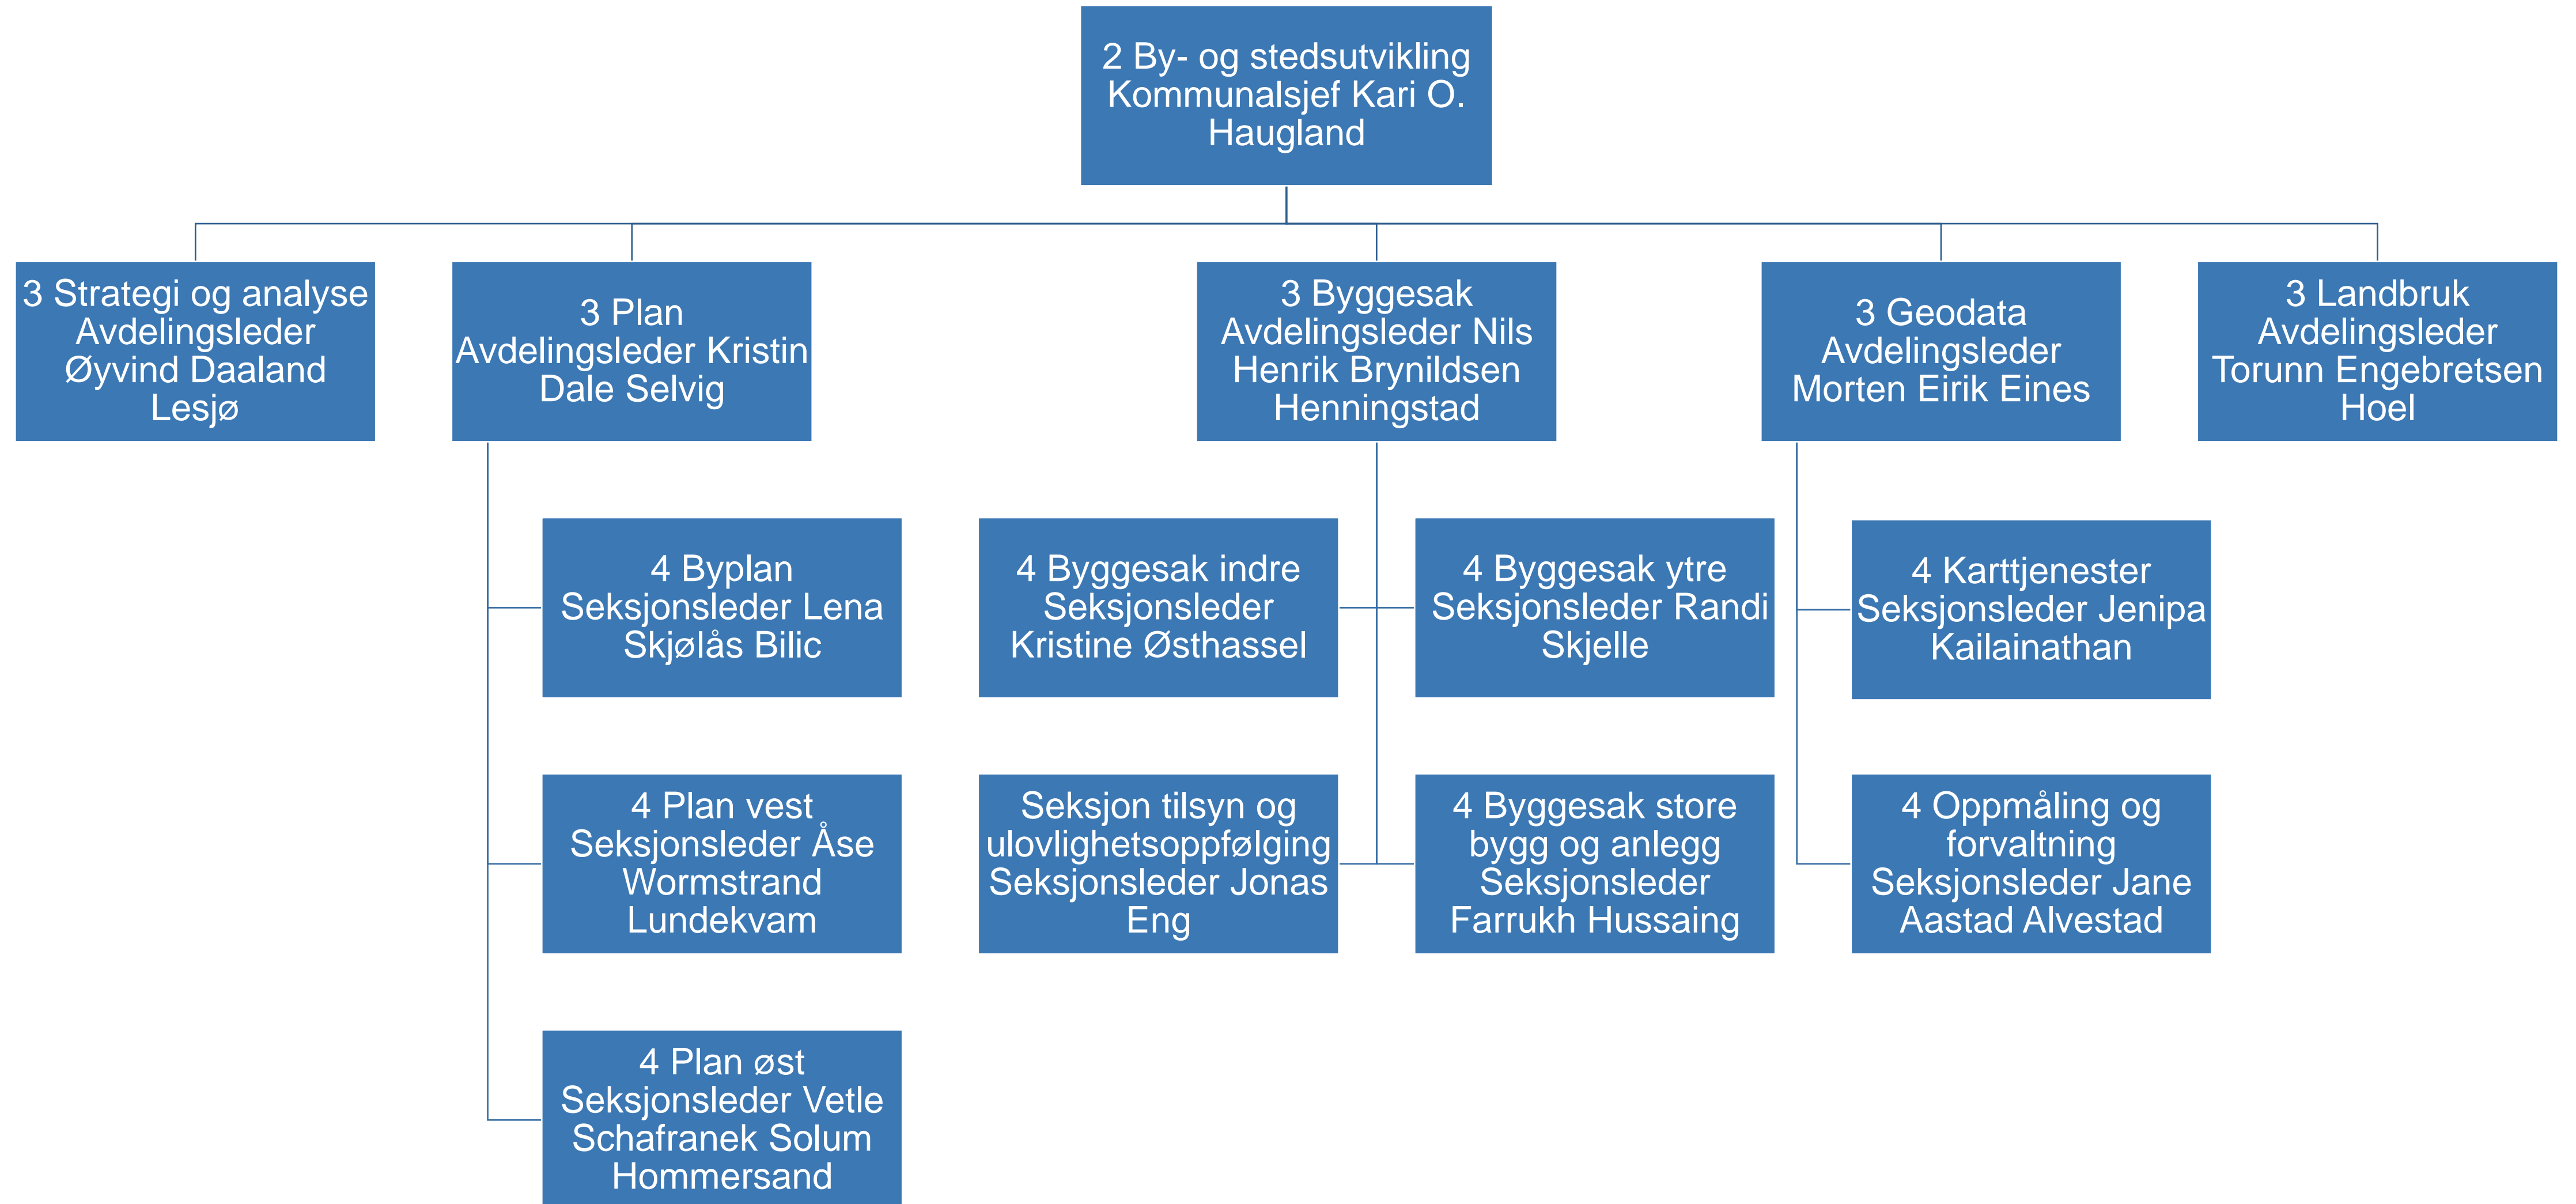 2 By- og stedsutvikling
Kommunalsjef Kari O.
Haugland
3 Strategi og analyse
Avdelingsleder
Øyvind Daaland
Lesjø
3 Plan
Avdelingsleder Kristin
Dale Selvig
3 Byggesak
Avdelingsleder Nils
Henrik Brynildsen
Henningstad
3 Geodata
Avdelingsleder
Morten Eirik Eines
3 Landbruk
Avdelingsleder
Torunn Engebretsen
Hoel
4 Byplan
Seksjonsleder Lena
Skjølås Bilic
4 Byggesak indre
Seksjonsleder
Kristine Østhassel
4 Byggesak ytre
Seksjonsleder Randi
Skjelle
4 Karttjenester
Seksjonsleder Jenipa
Kailainathan
4 Plan vest
Seksjonsleder Åse
Wormstrand
Lundekvam
Seksjon tilsyn og
ulovlighetsoppfølging
Seksjonsleder Jonas
Eng
4 Byggesak store
bygg og anlegg
Seksjonsleder
Farrukh Hussaing
4 Oppmåling og
forvaltning
Seksjonsleder Jane
Aastad Alvestad
4 Plan øst
Seksjonsleder Vetle
Schafranek Solum
Hommersand